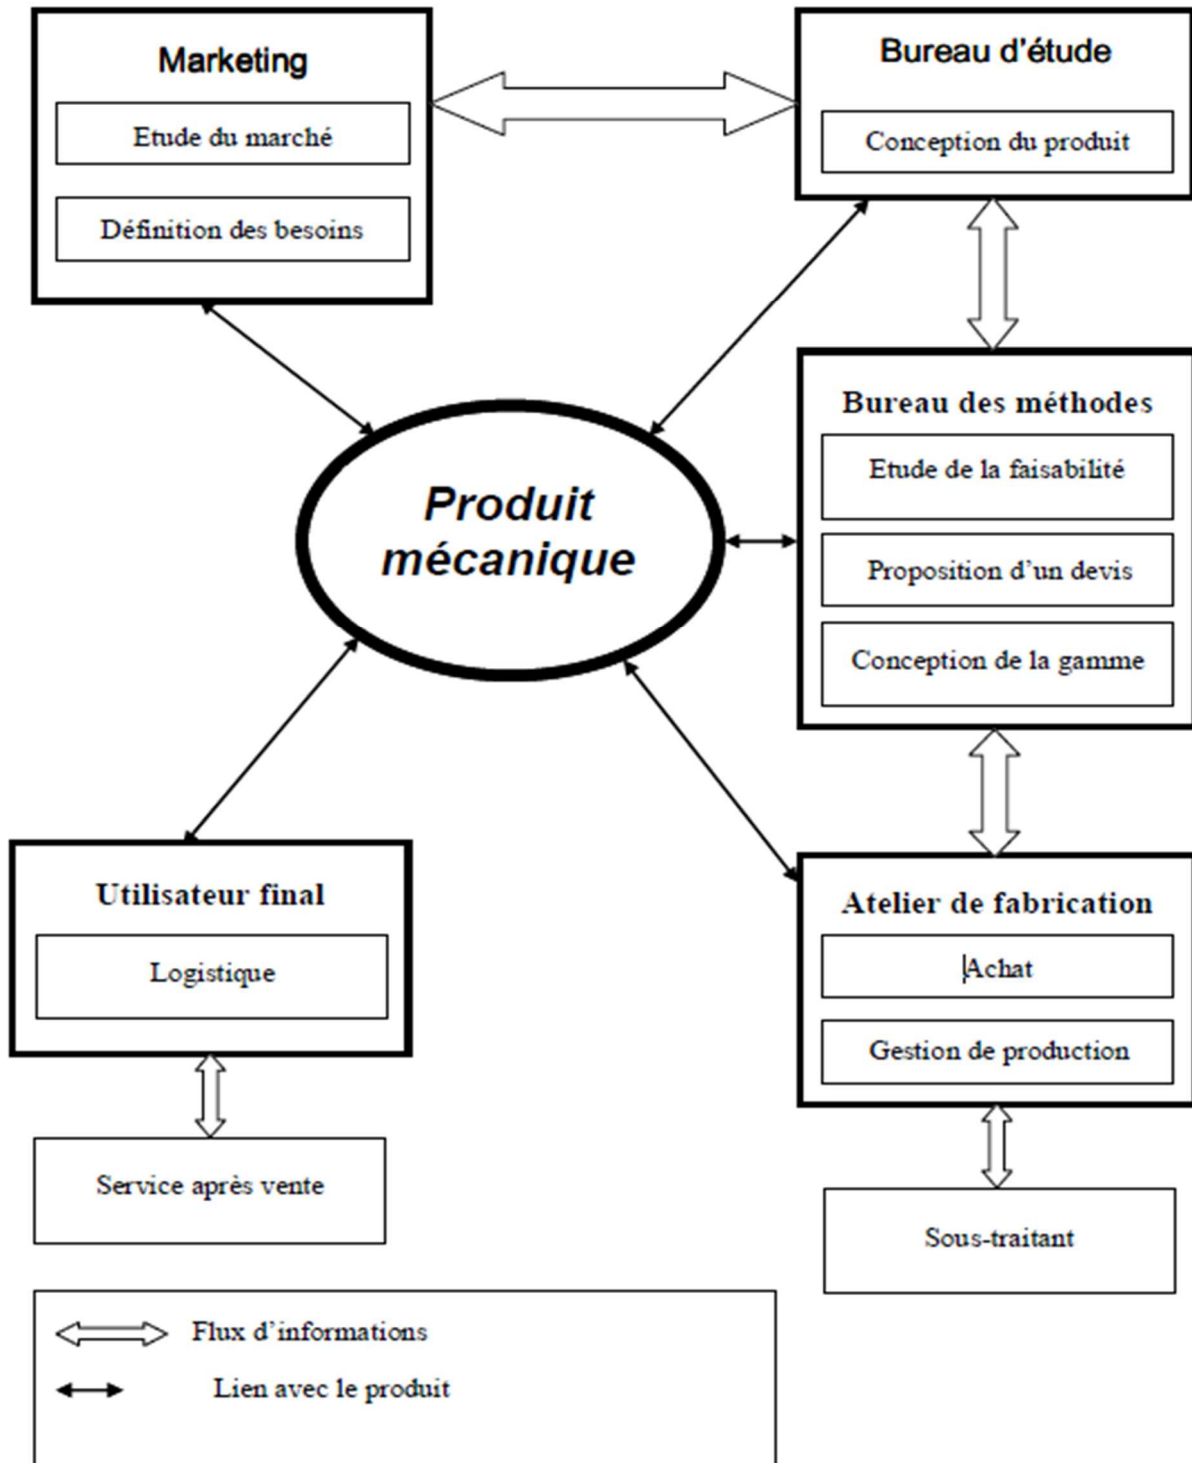 Marketing
Etude du marché
Définition des besoins
Bureau d'étude
Conception du produit
Bureau des méthodes
Etude de la faisabilité
Proposition d'un devis
Conception de la gamme
Produit
mécanique
Utilisateur final
Logistique
Service après vente
Atelier de fabrication
Achat
Gestion de production
Sous-traitant
Flux d'informations
Lien avec le produit